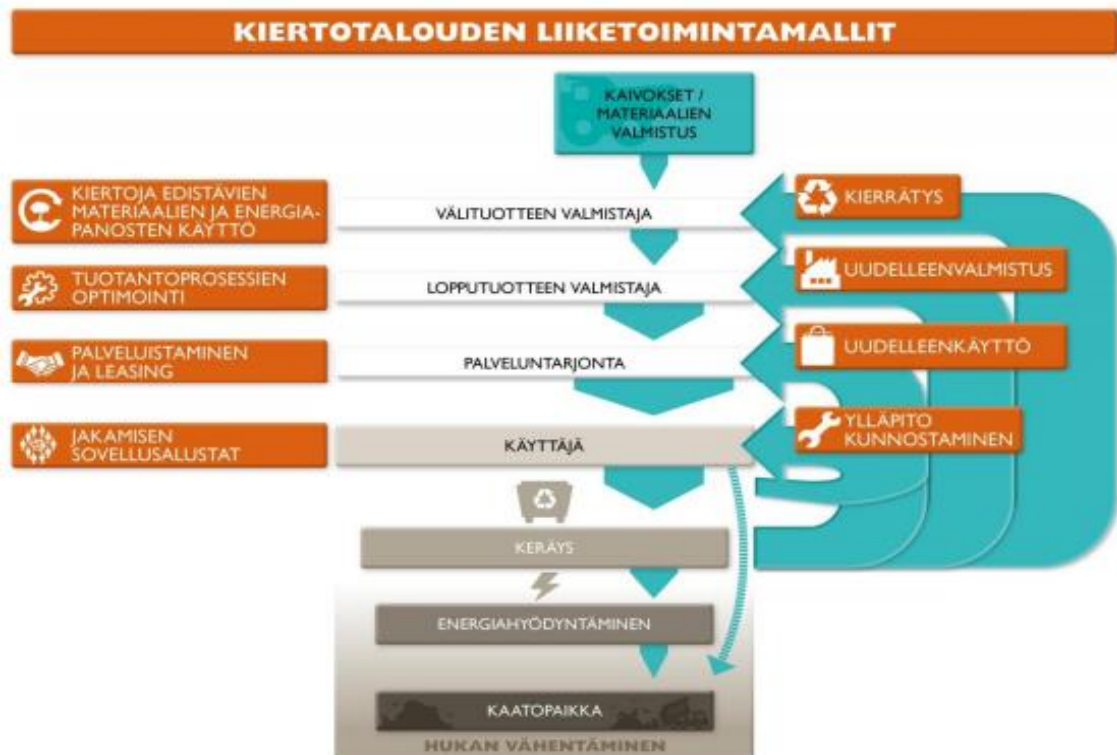 KIERTOTALOUDEN LIIKETOIMINTAMALLIT
KAIVOKSET /
MATERIAALIEN
VALMISTUS
KIERTOJA EDISTÄVIEN
MATERIAALIEN JA ENERGIA-
PANOSTEN KÄYTTÖ
VÄLITUOTTEEN VALMISTAJA
KIERRÄTYS
TUOTANTOPROSESSIEN
OPTIMOINTI
LOPPUTUOTTEEN VALMISTAJA
UUDELLEENVALMISTUS
PALVELUISTAMINEN
JA LEASING
PALVELUNTARJONTA
UUDELLEENKÄYTTÖ
JAKAMISEN
SOVELLUSALUSTAT
KÄYTTÄJÄ
YLLÄPITO
KUNNOSTAMINEN
KERÄYS
ENERGIAHYÖDYNTÄMINEN
KAATOPAIKKA
HUKAN VÄHENTÄMINEN